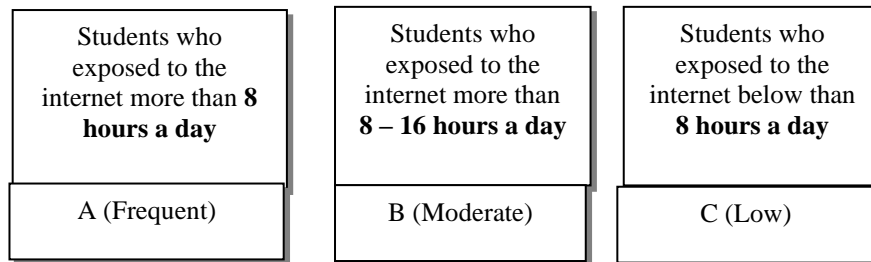 Students who
exposed to the
internet more than 8
hours a day
A (Frequent)
Students who
exposed to the
internet more than
8 – 16 hours a day
B (Moderate)
Students who
exposed to the
internet below than
8 hours a day
C (Low)